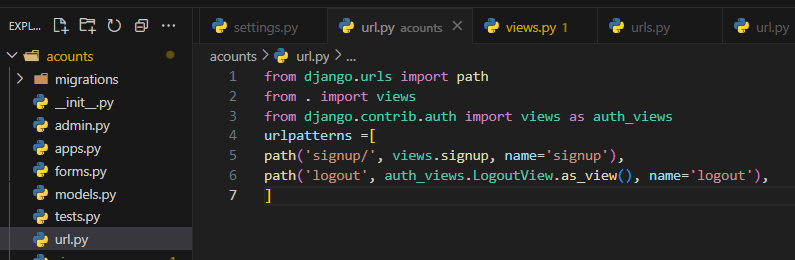 EXPL... settings.py url.py acounts views.py 1 urls.py url.py
acounts acounts > url.py > ...
migrations 1 from django.urls import path
__init__.py 2 from . import views
admin.py 3 from django.contrib.auth import views as auth_views
apps.py 4 urlpatterns =[
forms.py 5 path('signup/', views.signup, name='signup'),
models.py 6 path('logout', auth_views.LogoutView.as_view(), name='logout'),
tests.py 7 ]
url.py